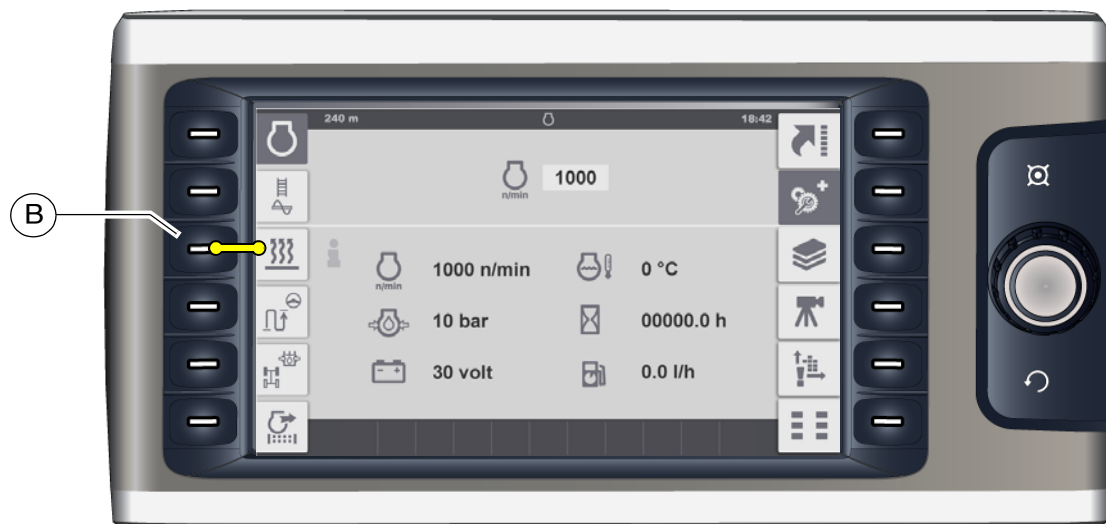 240 m
18:42
n/min
1000
B
1000 n/min
0 °C
n/min
10 bar
00000.0 h
30 volt
0.0 l/h